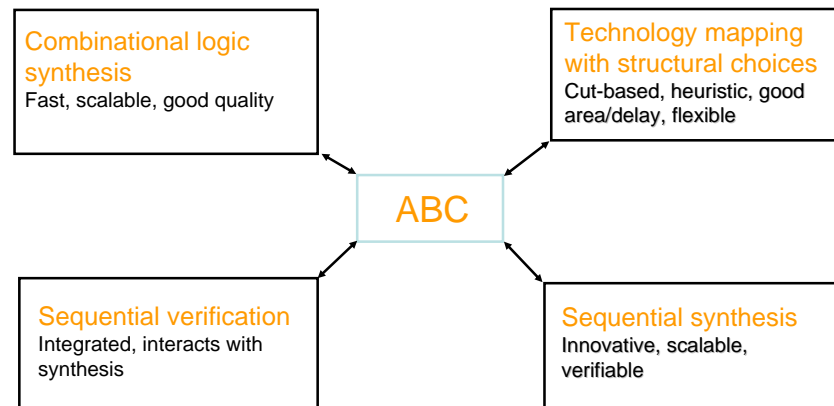 Combinational logic
synthesis
Fast, scalable, good quality
Technology mapping
with structural choices
Cut-based, heuristic, good
area/delay, flexible
ABC
Sequential verification
Integrated, interacts with
synthesis
Sequential synthesis
Innovative, scalable,
verifiable